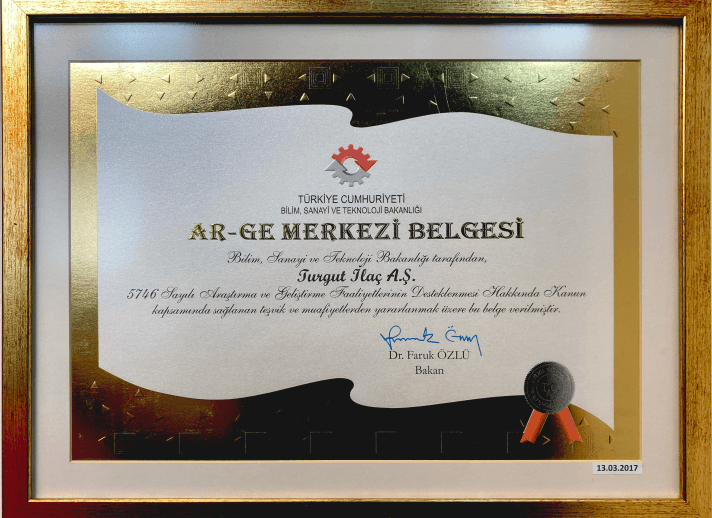 TÜRKİYE CUMHURİYETİ
BİLİM, SANAYİ VE TEKNOLOJİ BAKANLIĞI
AR-GE MERKEZİ BELGESİ
Bilim, Sanayi ve Teknoloji Bakanlığı tarafından,
Turgut İlaç A.Ş.
5746 Sayılı Araştırma ve Geliştirme Faaliyetlerinin Desteklenmesi Hakkında Kanun
kapsamında sağlanan teşvik ve muafiyetlerden yararlanmak üzere bu belge verilmiştir.
Dr. Faruk ÖZLÜ
Bakan
13.03.2017